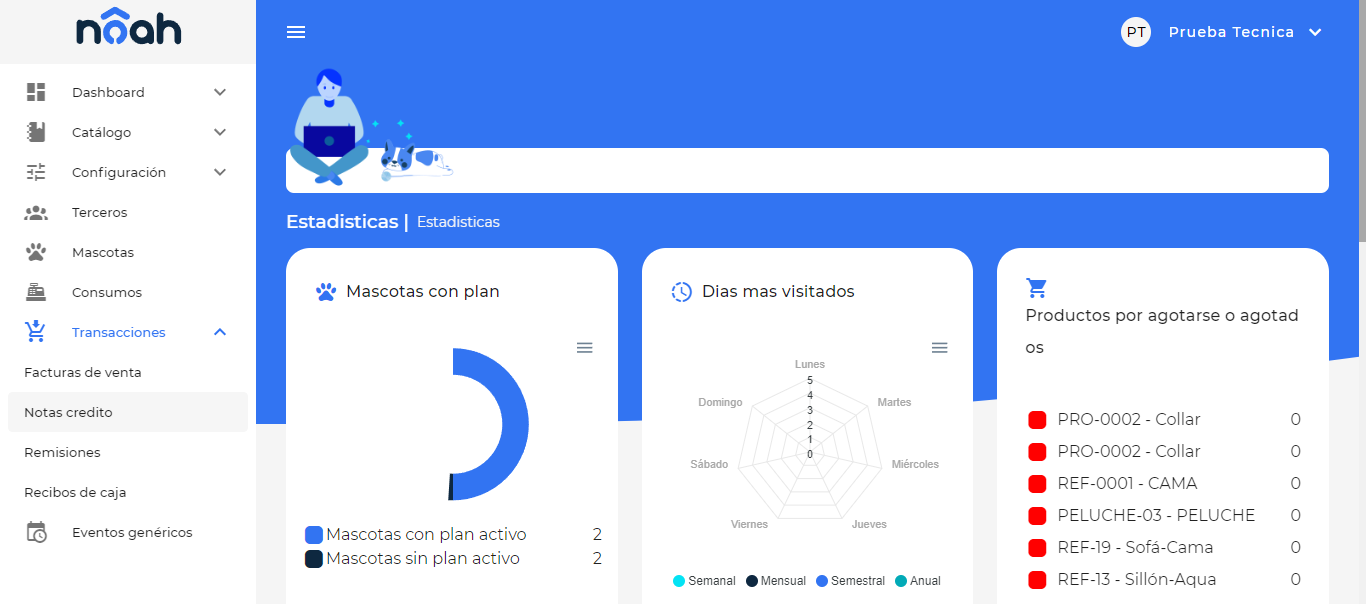 nôah
PT Prueba Tecnica
Dashboard
Catálogo
Configuración
Terceros
Mascotas
Consumos
Transacciones
Facturas de venta
Notas credito
Remisiones
Recibos de caja
Eventos genéricos
Estadisticas | Estadisticas
Mascotas con plan
Mascotas con plan activo 2
Mascotas sin plan activo 2
Dias mas visitados
Lunes
5
4
3
2
1
0
Domingo
Martes
Sábado
Miércoles
Viernes
Jueves
Semanal Mensual Semestral Anual
Productos por agotarse o agotad
os
PRO-0002 - Collar 0
PRO-0002 - Collar 0
REF-0001 - CAMA 0
PELUCHE-03 - PELUCHE 0
REF-19 - Sofá-Cama 0
REF-13 - Sillón-Aqua 0